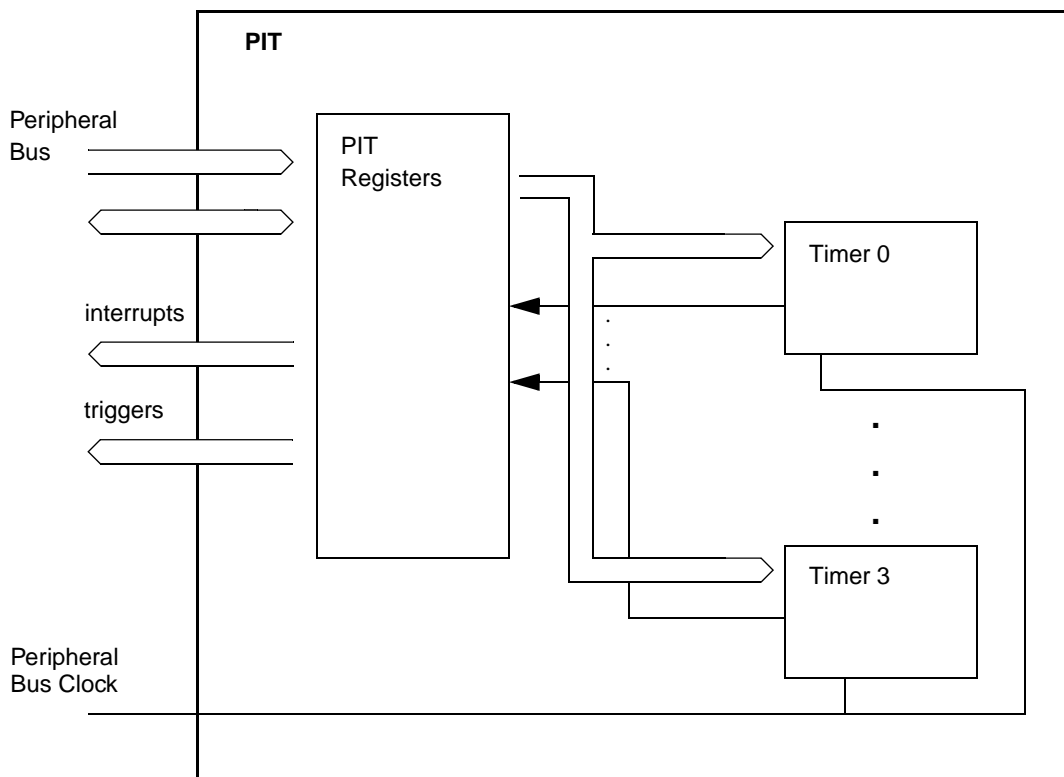 PIT
Peripheral
Bus
PIT
Registers
Timer 0
interrupts
triggers
Timer 3
Peripheral
Bus Clock